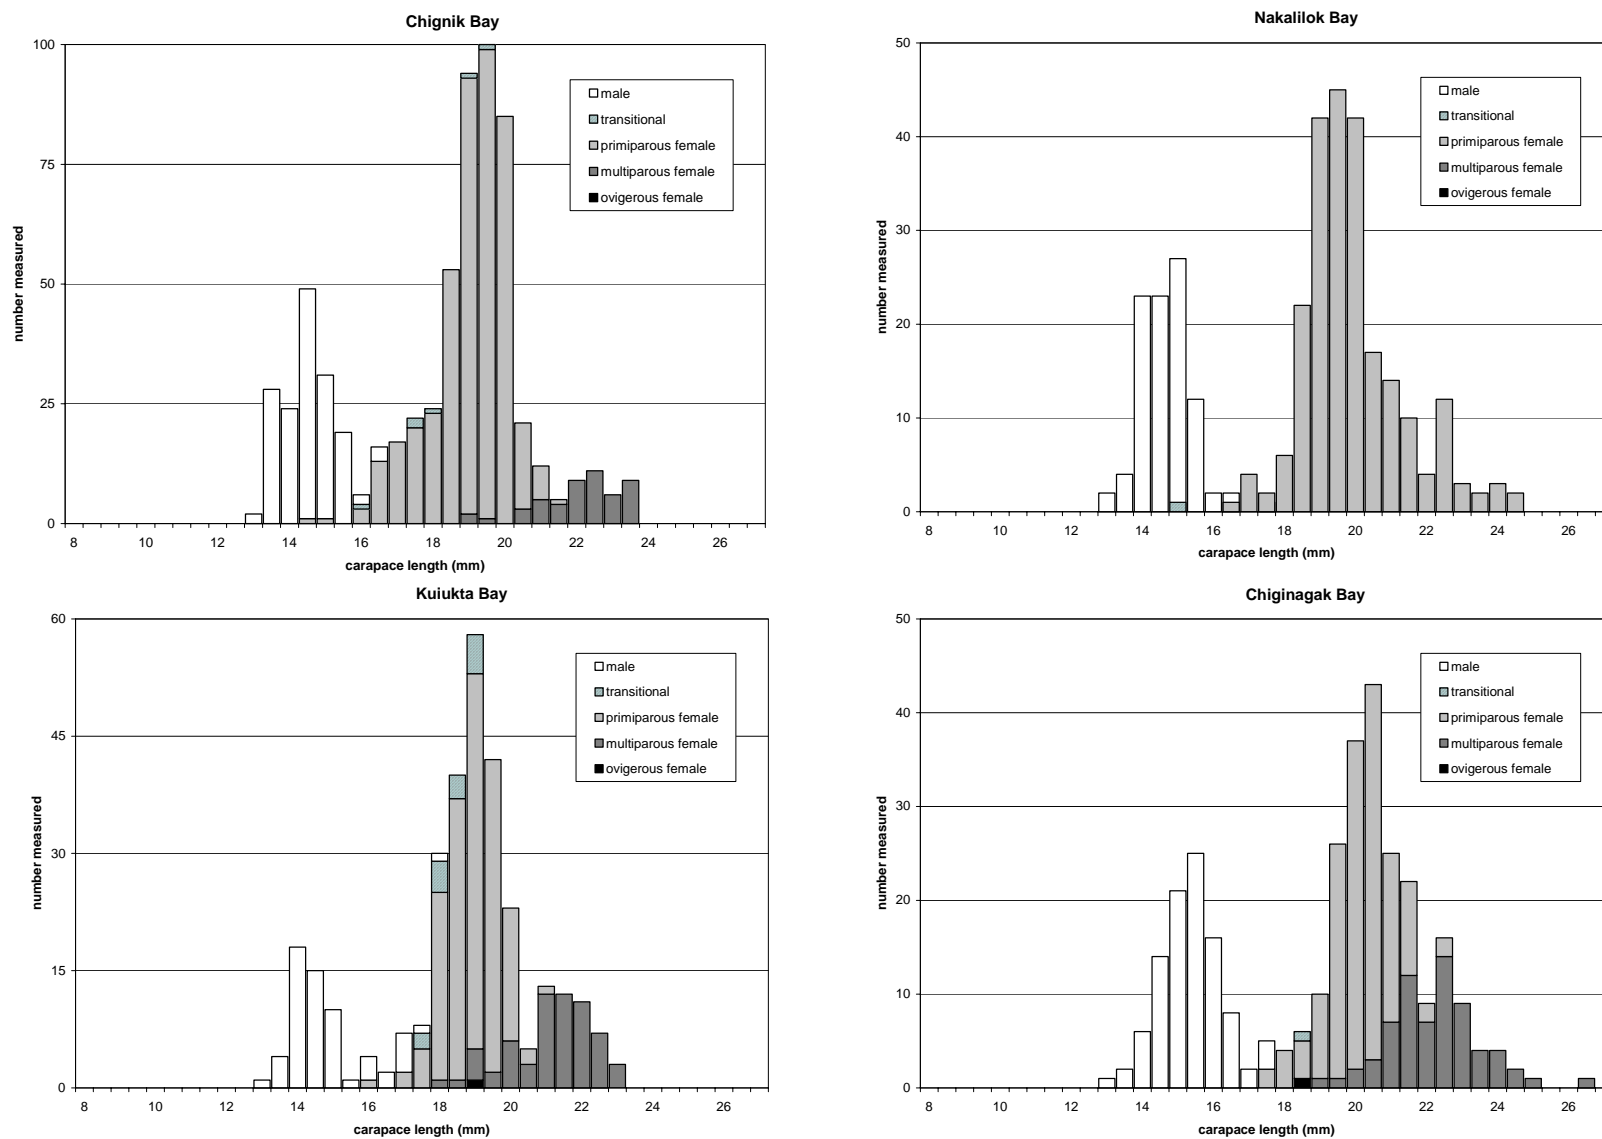 Chignik Bay
100
75
50
25
0
number measured
male
transitional
primiparous female
multiparous female
ovigerous female
8 10 12 14 16 18 20 22 24 26
carapace length (mm)
Nakalilok Bay
50
40
30
20
10
0
number measured
male
transitional
primiparous female
multiparous female
ovigerous female
8 10 12 14 16 18 20 22 24 26
carapace length (mm)
Kuiukta Bay
60
45
30
15
0
number measured
male
transitional
primiparous female
multiparous female
ovigerous female
8 10 12 14 16 18 20 22 24 26
carapace length (mm)
Chiginagak Bay
50
40
30
20
10
0
number measured
male
transitional
primiparous female
multiparous female
ovigerous female
8 10 12 14 16 18 20 22 24 26
carapace length (mm)